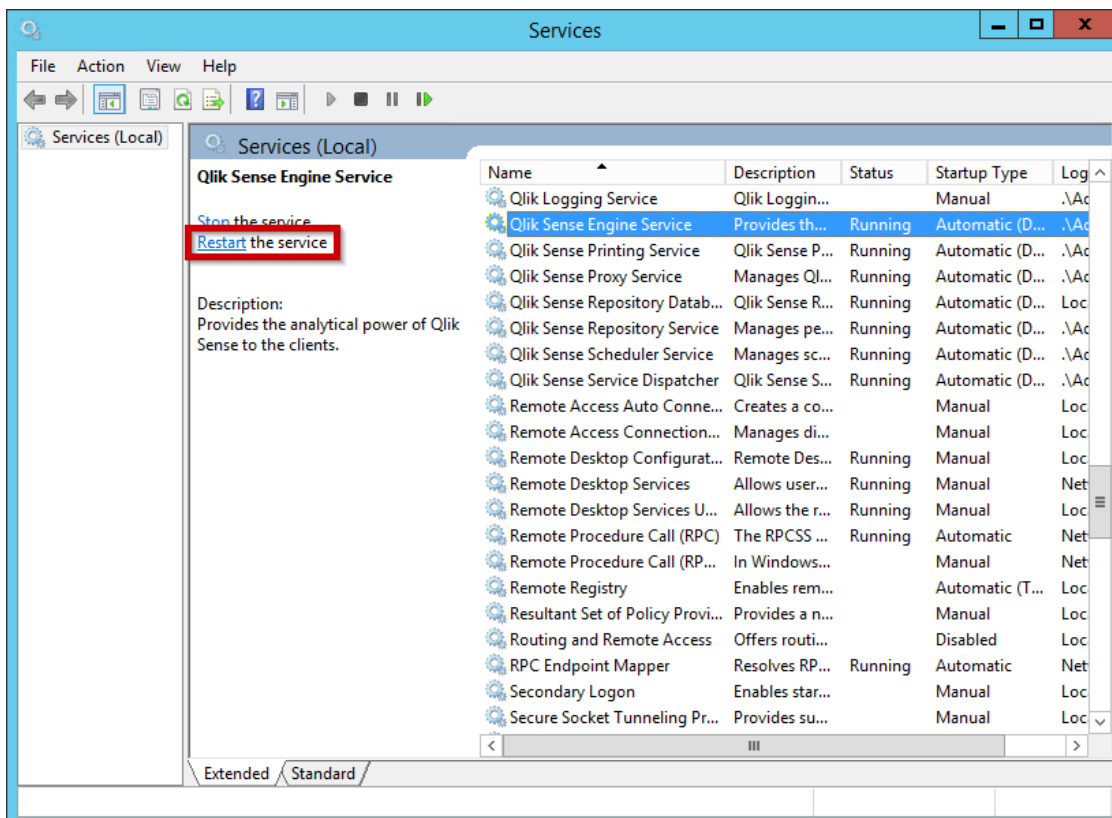 Services
File Action View Help
Services (Local)
Services (Local)
Qlik Sense Engine Service
Stop the service
Restart the service
Description:
Provides the analytical power of Qlik
Sense to the clients.
Name Description Status Startup Type Log
Qlik Logging Service Qlik Loggin... Manual .\Ac
Qlik Sense Engine Service Provides th... Running Automatic (D... .\Ac
Qlik Sense Printing Service Qlik Sense P... Running Automatic (D... .\Ac
Qlik Sense Proxy Service Manages Ql... Running Automatic (D... .\Ac
Qlik Sense Repository Datab... Qlik Sense R... Running Automatic (D... Loc
Qlik Sense Repository Service Manages pe... Running Automatic (D... .\Ac
Qlik Sense Scheduler Service Manages sc... Running Automatic (D... .\Ac
Qlik Sense Service Dispatcher Qlik Sense S... Running Automatic (D... .\Ac
Remote Access Auto Conne... Creates a co... Manual Loc
Remote Access Connection... Manages di... Manual Loc
Remote Desktop Configurat... Remote Des... Running Manual Loc
Remote Desktop Services Allows user... Running Manual Net
Remote Desktop Services U... Allows the r... Running Manual Loc
Remote Procedure Call (RPC) The RPCSS ... Running Automatic Net
Remote Procedure Call (RP... In Windows... Manual Net
Remote Registry Enables rem... Automatic (T... Loc
Resultant Set of Policy Provi... Provides a n... Manual Loc
Routing and Remote Access Offers routi... Disabled Loc
RPC Endpoint Mapper Resolves RP... Running Automatic Net
Secondary Logon Enables star... Manual Loc
Secure Socket Tunneling Pr... Provides su... Manual Loc
Extended Standard